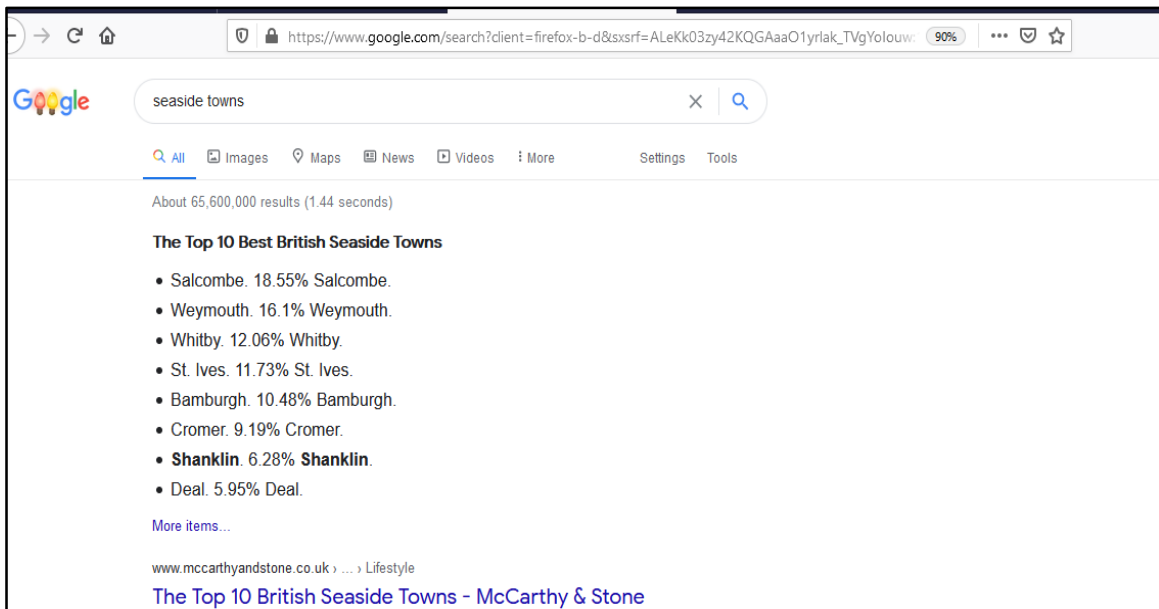 https://www.google.com/search?client=firefox-b-d&sxsrf=ALeKk03zy42KQGAaaO1yrlak_TVgYolouw: 90%
Google
seaside towns
All Images Maps News Videos More Settings Tools
About 65,600,000 results (1.44 seconds)
The Top 10 Best British Seaside Towns
• Salcombe. 18.55% Salcombe.
• Weymouth. 16.1% Weymouth.
• Whitby. 12.06% Whitby.
• St. Ives. 11.73% St. Ives.
• Bamburgh. 10.48% Bamburgh.
• Cromer. 9.19% Cromer.
• Shanklin. 6.28% Shanklin.
• Deal. 5.95% Deal.
More items...
www.mccarthyandstone.co.uk › ... › Lifestyle
The Top 10 British Seaside Towns - McCarthy & Stone